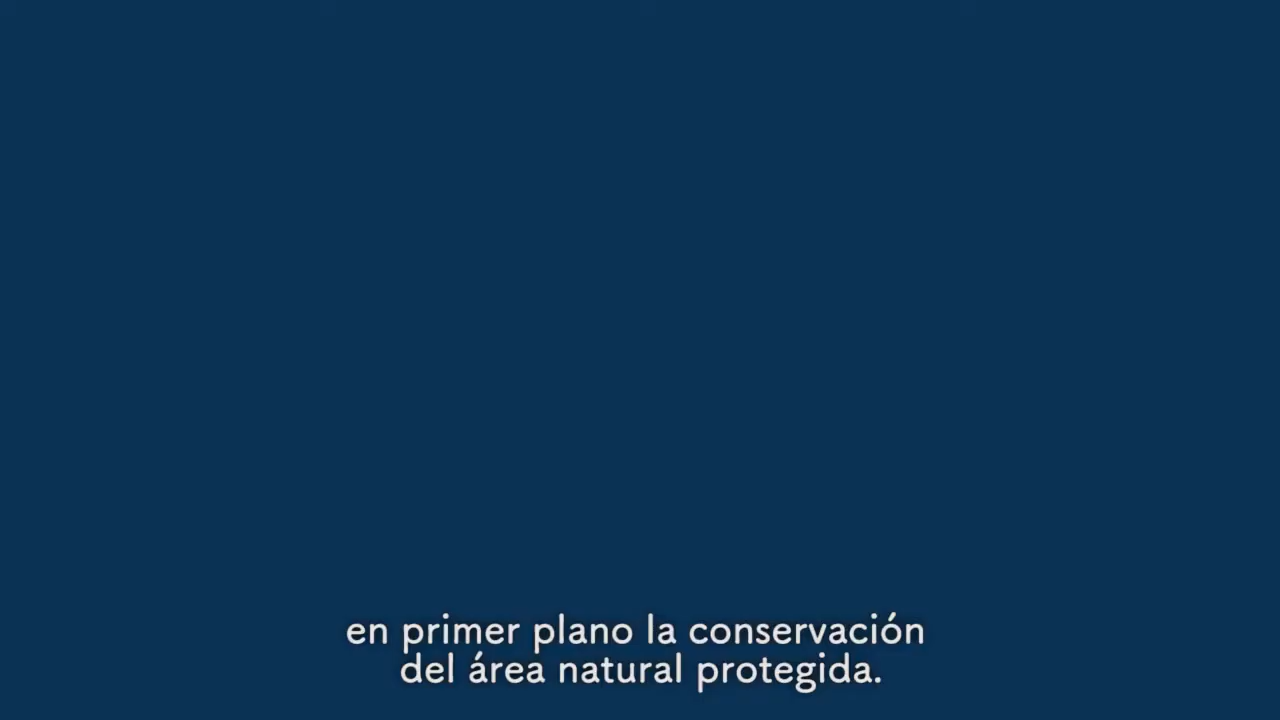 en primer plano la conservación
del área natural protegida.